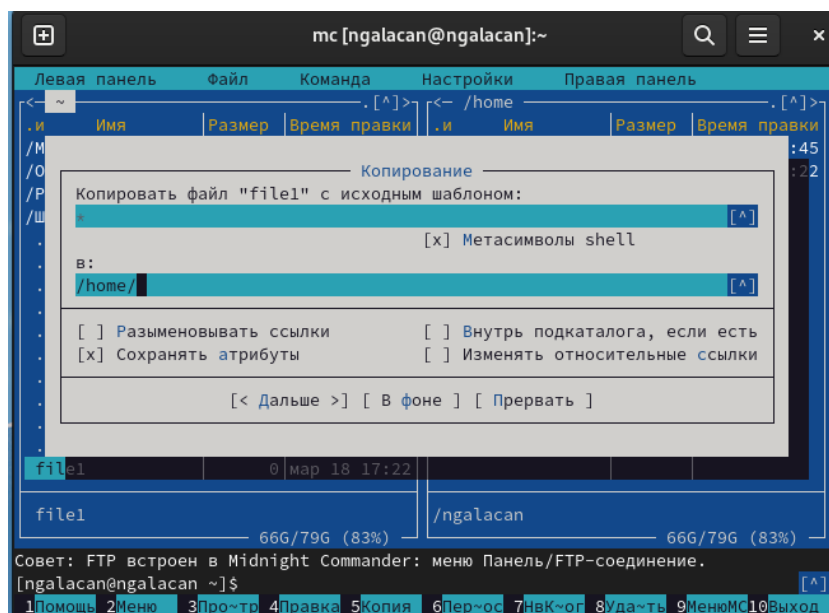 mc [ngalacan@ngalacan]:~
Левая панель Файл Команда Настройки Правая панель
<— ~ .[^]> <— /home .[^]>
.и Имя Размер Время правки .и Имя Размер Время правки
/М :45
/О :22
/Р
/Ш
Копирование
Копировать файл "file1" с исходным шаблоном:
* [^]
[x] Метасимволы shell
в:
/home/ [^]
[ ] Разыменовывать ссылки [ ] Внутрь подкаталога, если есть
[x] Сохранять атрибуты [ ] Изменять относительные ссылки
[< Дальше >] [ В фоне ] [ Прервать ]
file1 0 мар 18 17:22
file1 /ngalacan
66G/79G (83%) 66G/79G (83%)
Совет: FTP встроен в Midnight Commander: меню Панель/FTP-соединение.
[ngalacan@ngalacan ~]$ [^]
1Помощь 2Меню 3Про~тр 4Правка 5Копия 6Пер~ос 7НвК~ог 8Уда~ть 9МенюМС 10Выход